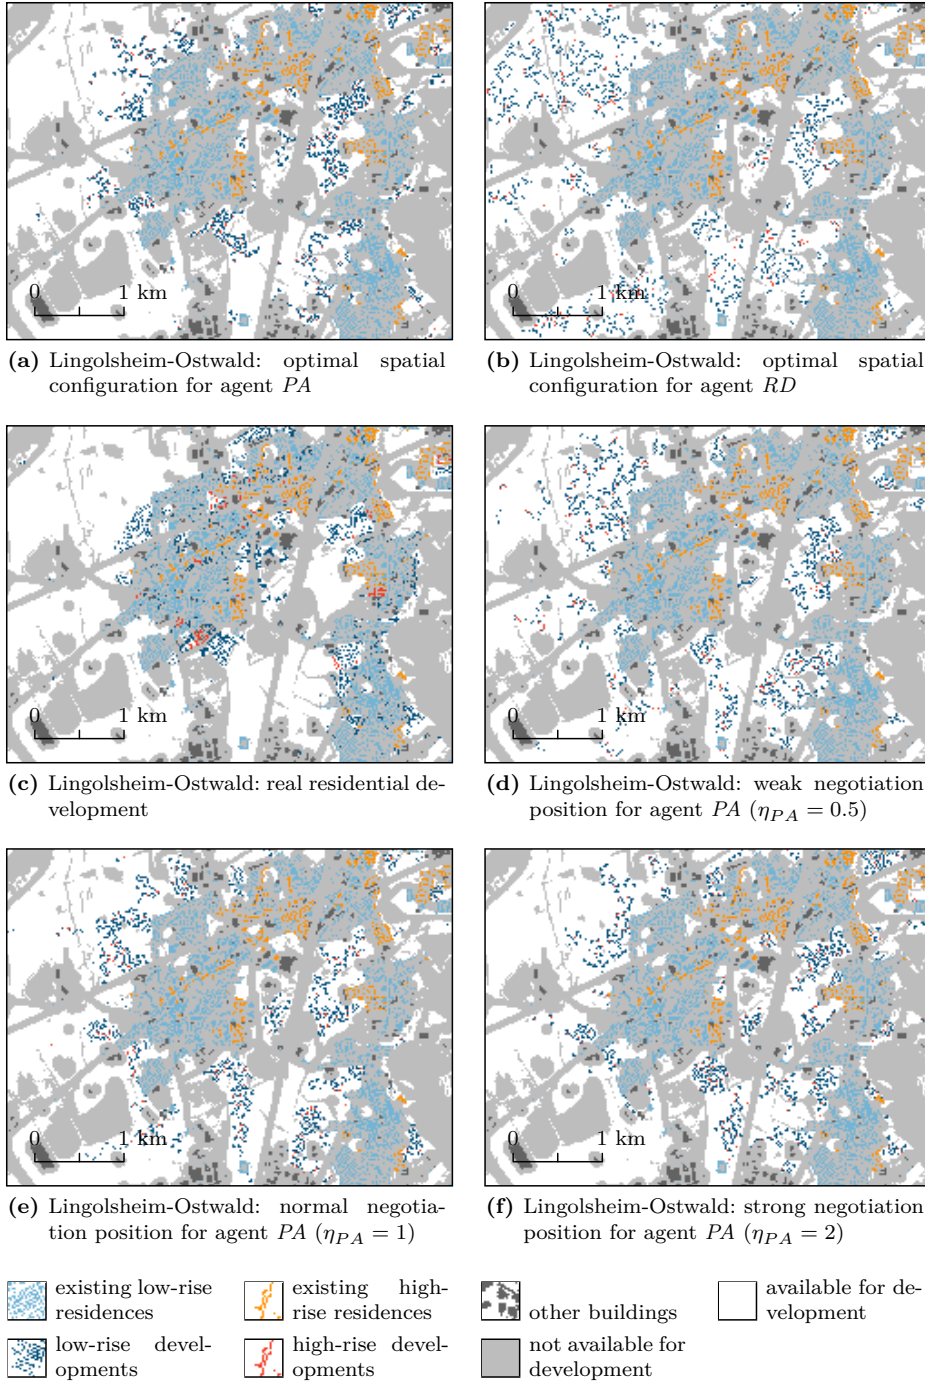 0 1 km
0 1 km
(a) Lingolsheim-Ostwald: optimal spatial
configuration for agent PA
(b) Lingolsheim-Ostwald: optimal spatial
configuration for agent RD
0 1 km
0 1 km
(c) Lingolsheim-Ostwald: real residential de-
velopment
(d) Lingolsheim-Ostwald: weak negotiation
position for agent PA (η_PA = 0.5)
0 1 km
0 1 km
(e) Lingolsheim-Ostwald: normal negotia-
tion position for agent PA (η_PA = 1)
(f) Lingolsheim-Ostwald: strong negotiation
position for agent PA (η_PA = 2)
existing low-rise
residences
existing high-
rise residences
other buildings
available for de-
velopment
low-rise devel-
opments
high-rise devel-
opments
not available for
development